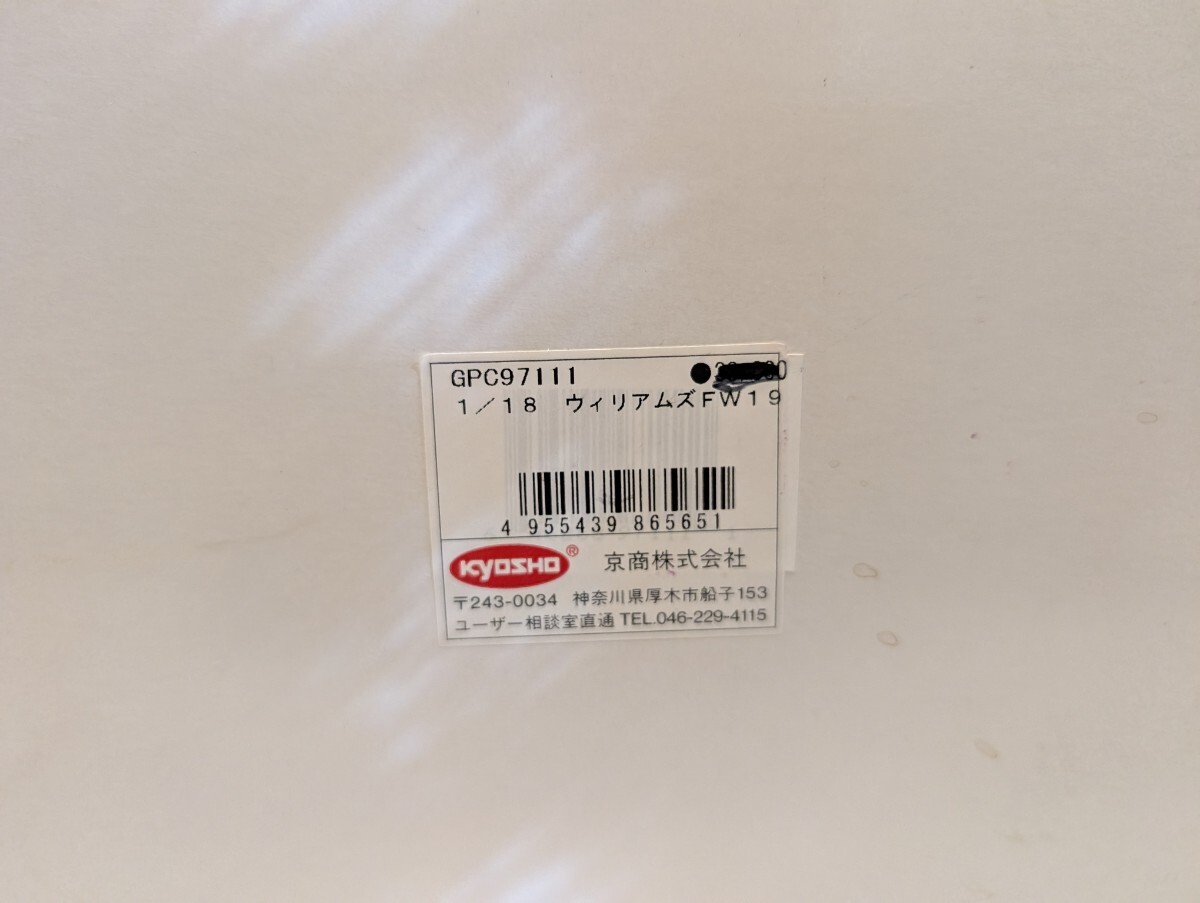 GPC97111
1/18 ウィリアムズFW19
4 955439 865651
KYOSHO® 京商株式会社
〒243-0034 神奈川県厚木市船子153
ユーザー相談室直通 TEL.046-229-4115